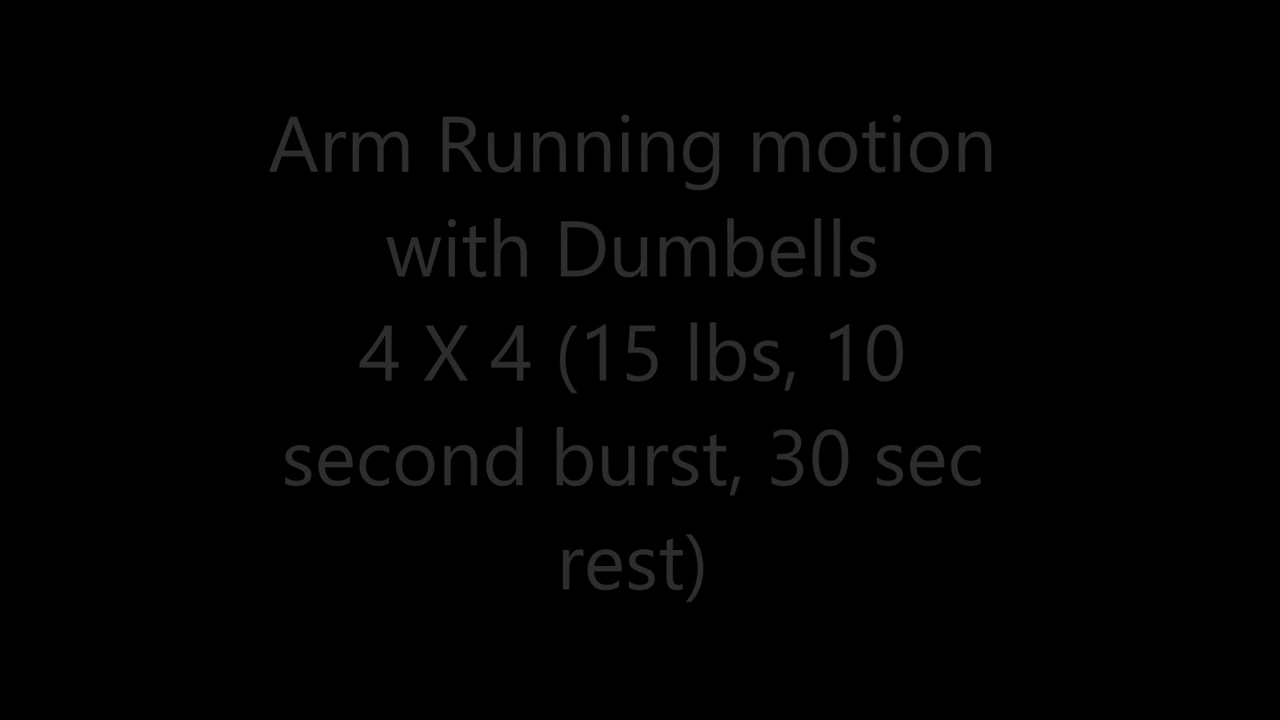 Arm Running motion
with Dumbells
4 X 4 (15 lbs, 10
second burst, 30 sec
rest)